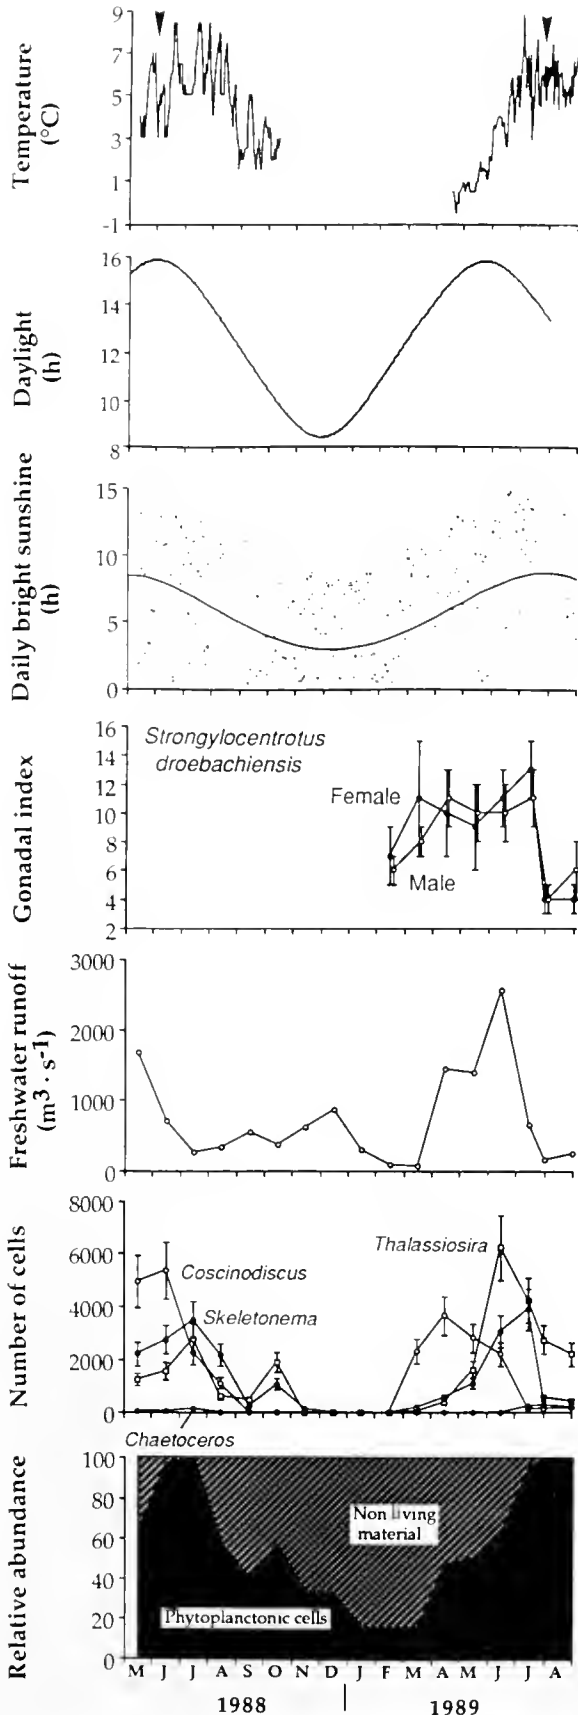 Temperature
(°C)
9
7
5
3
1
-1
Daylight
(h)
16
14
12
10
8
Daily bright sunshine
(h)
15
10
5
0
Gonadal index
16
14
12
10
8
6
4
2
Strongylocentrotus
droebachiensis
Female
Male
Freshwater runoff
(m³ · s⁻¹)
3000
2000
1000
0
Number of cells
8000
6000
4000
2000
0
Thalassiosira
Coscinodiscus
Skeletonema
Chaetoceros
Relative abundance
100
80
60
40
20
0
Non living
material
Phytoplanctonic cells
M J J A S O N D J F M A M J J A
1988 1989